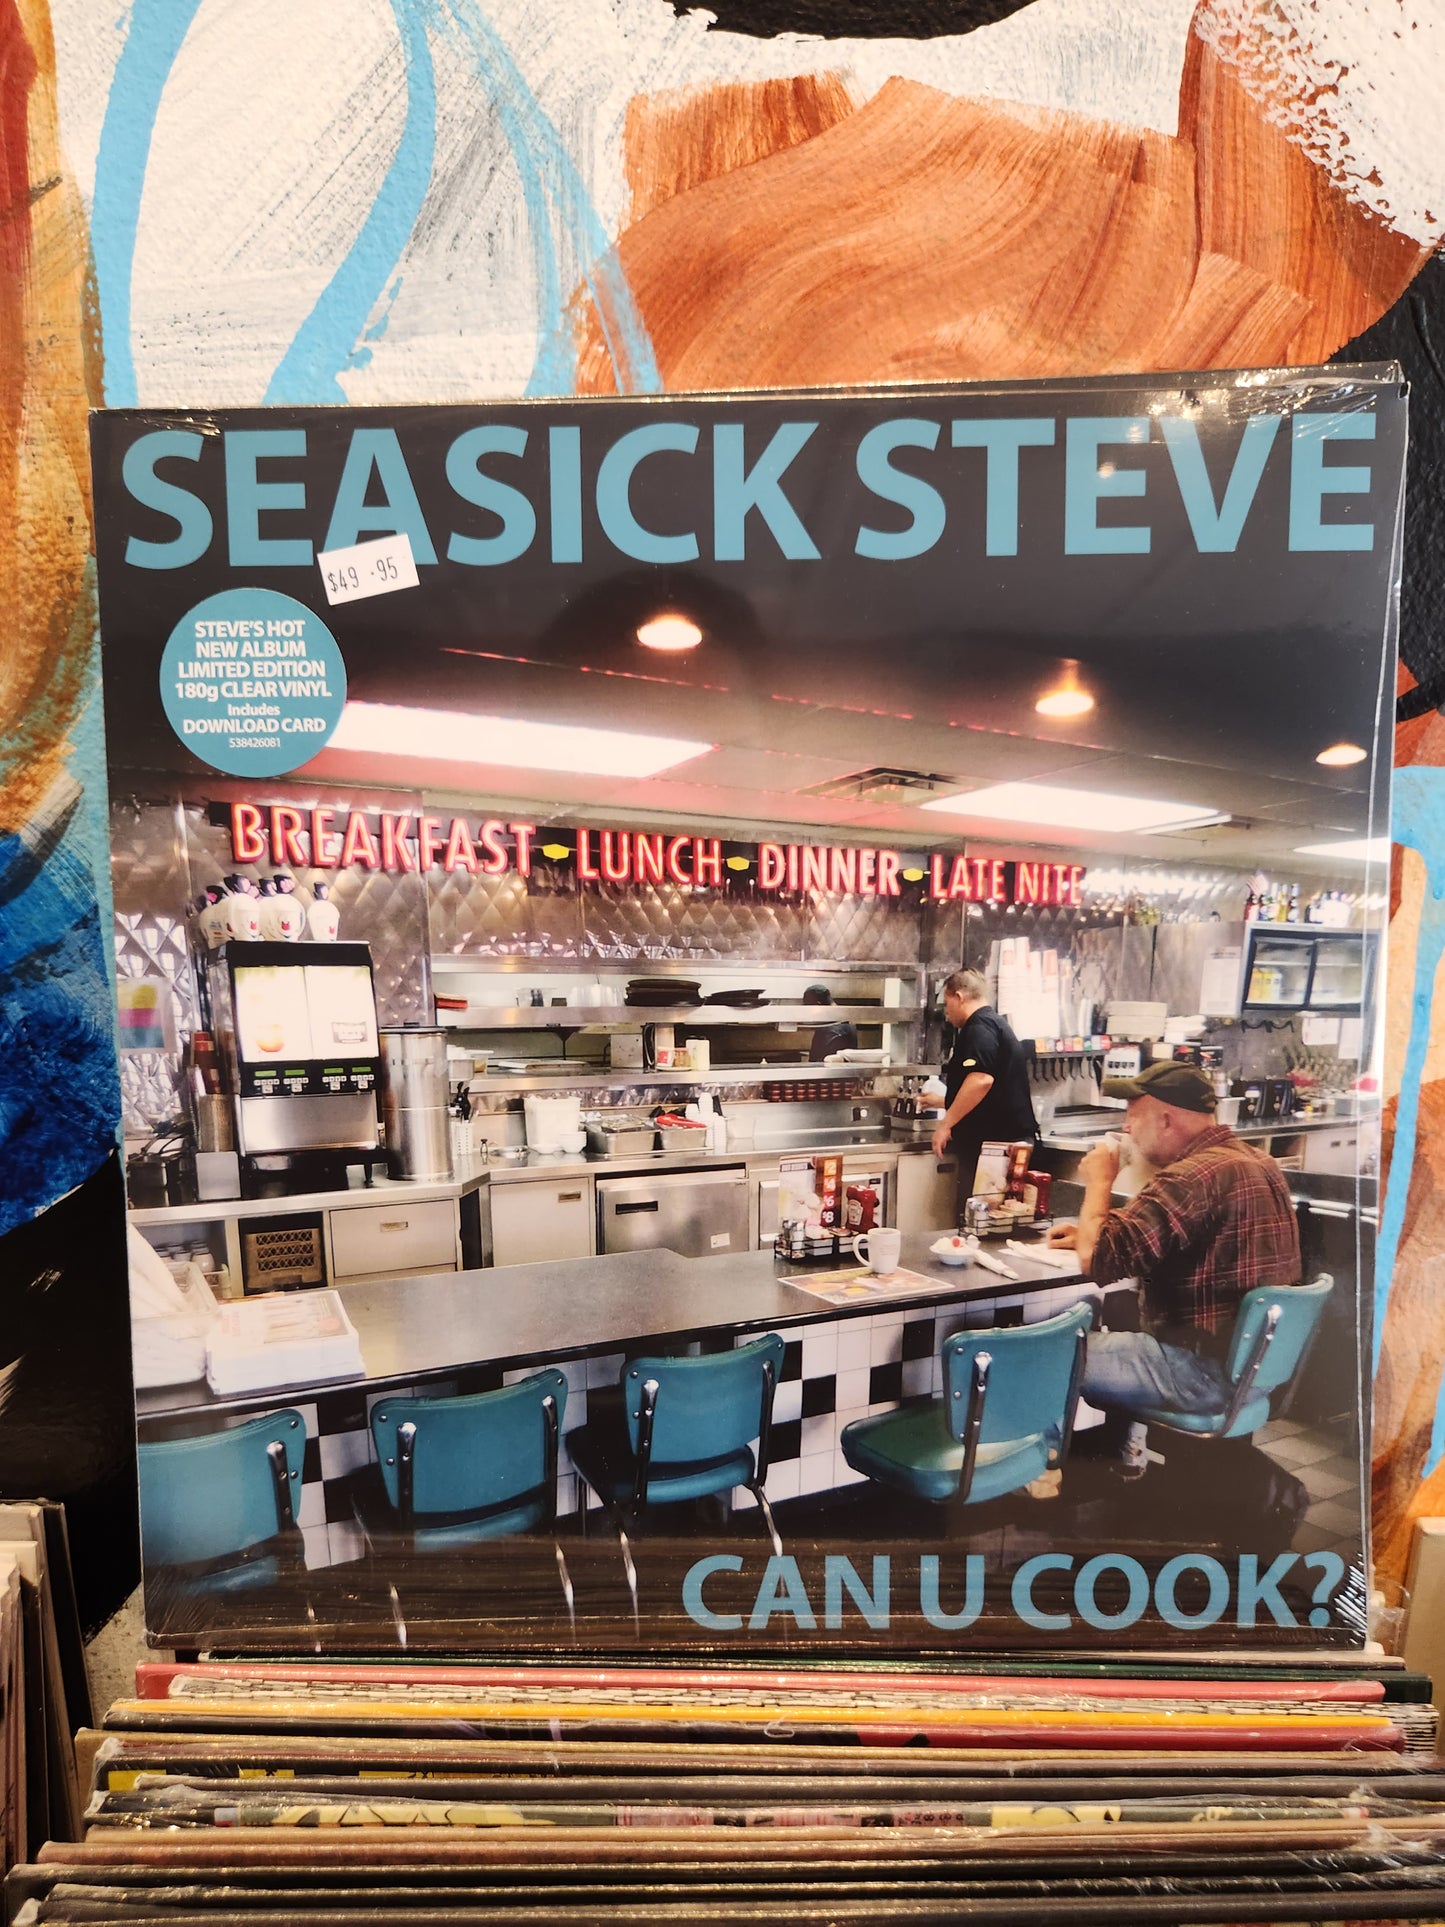 SEASICK STEVE
$49.95
STEVE'S HOT
NEW ALBUM
LIMITED EDITION
180g CLEAR VINYL
Includes
DOWNLOAD CARD
538426081
BREAKFAST LUNCH DINNER LATE NITE
CAN U COOK?